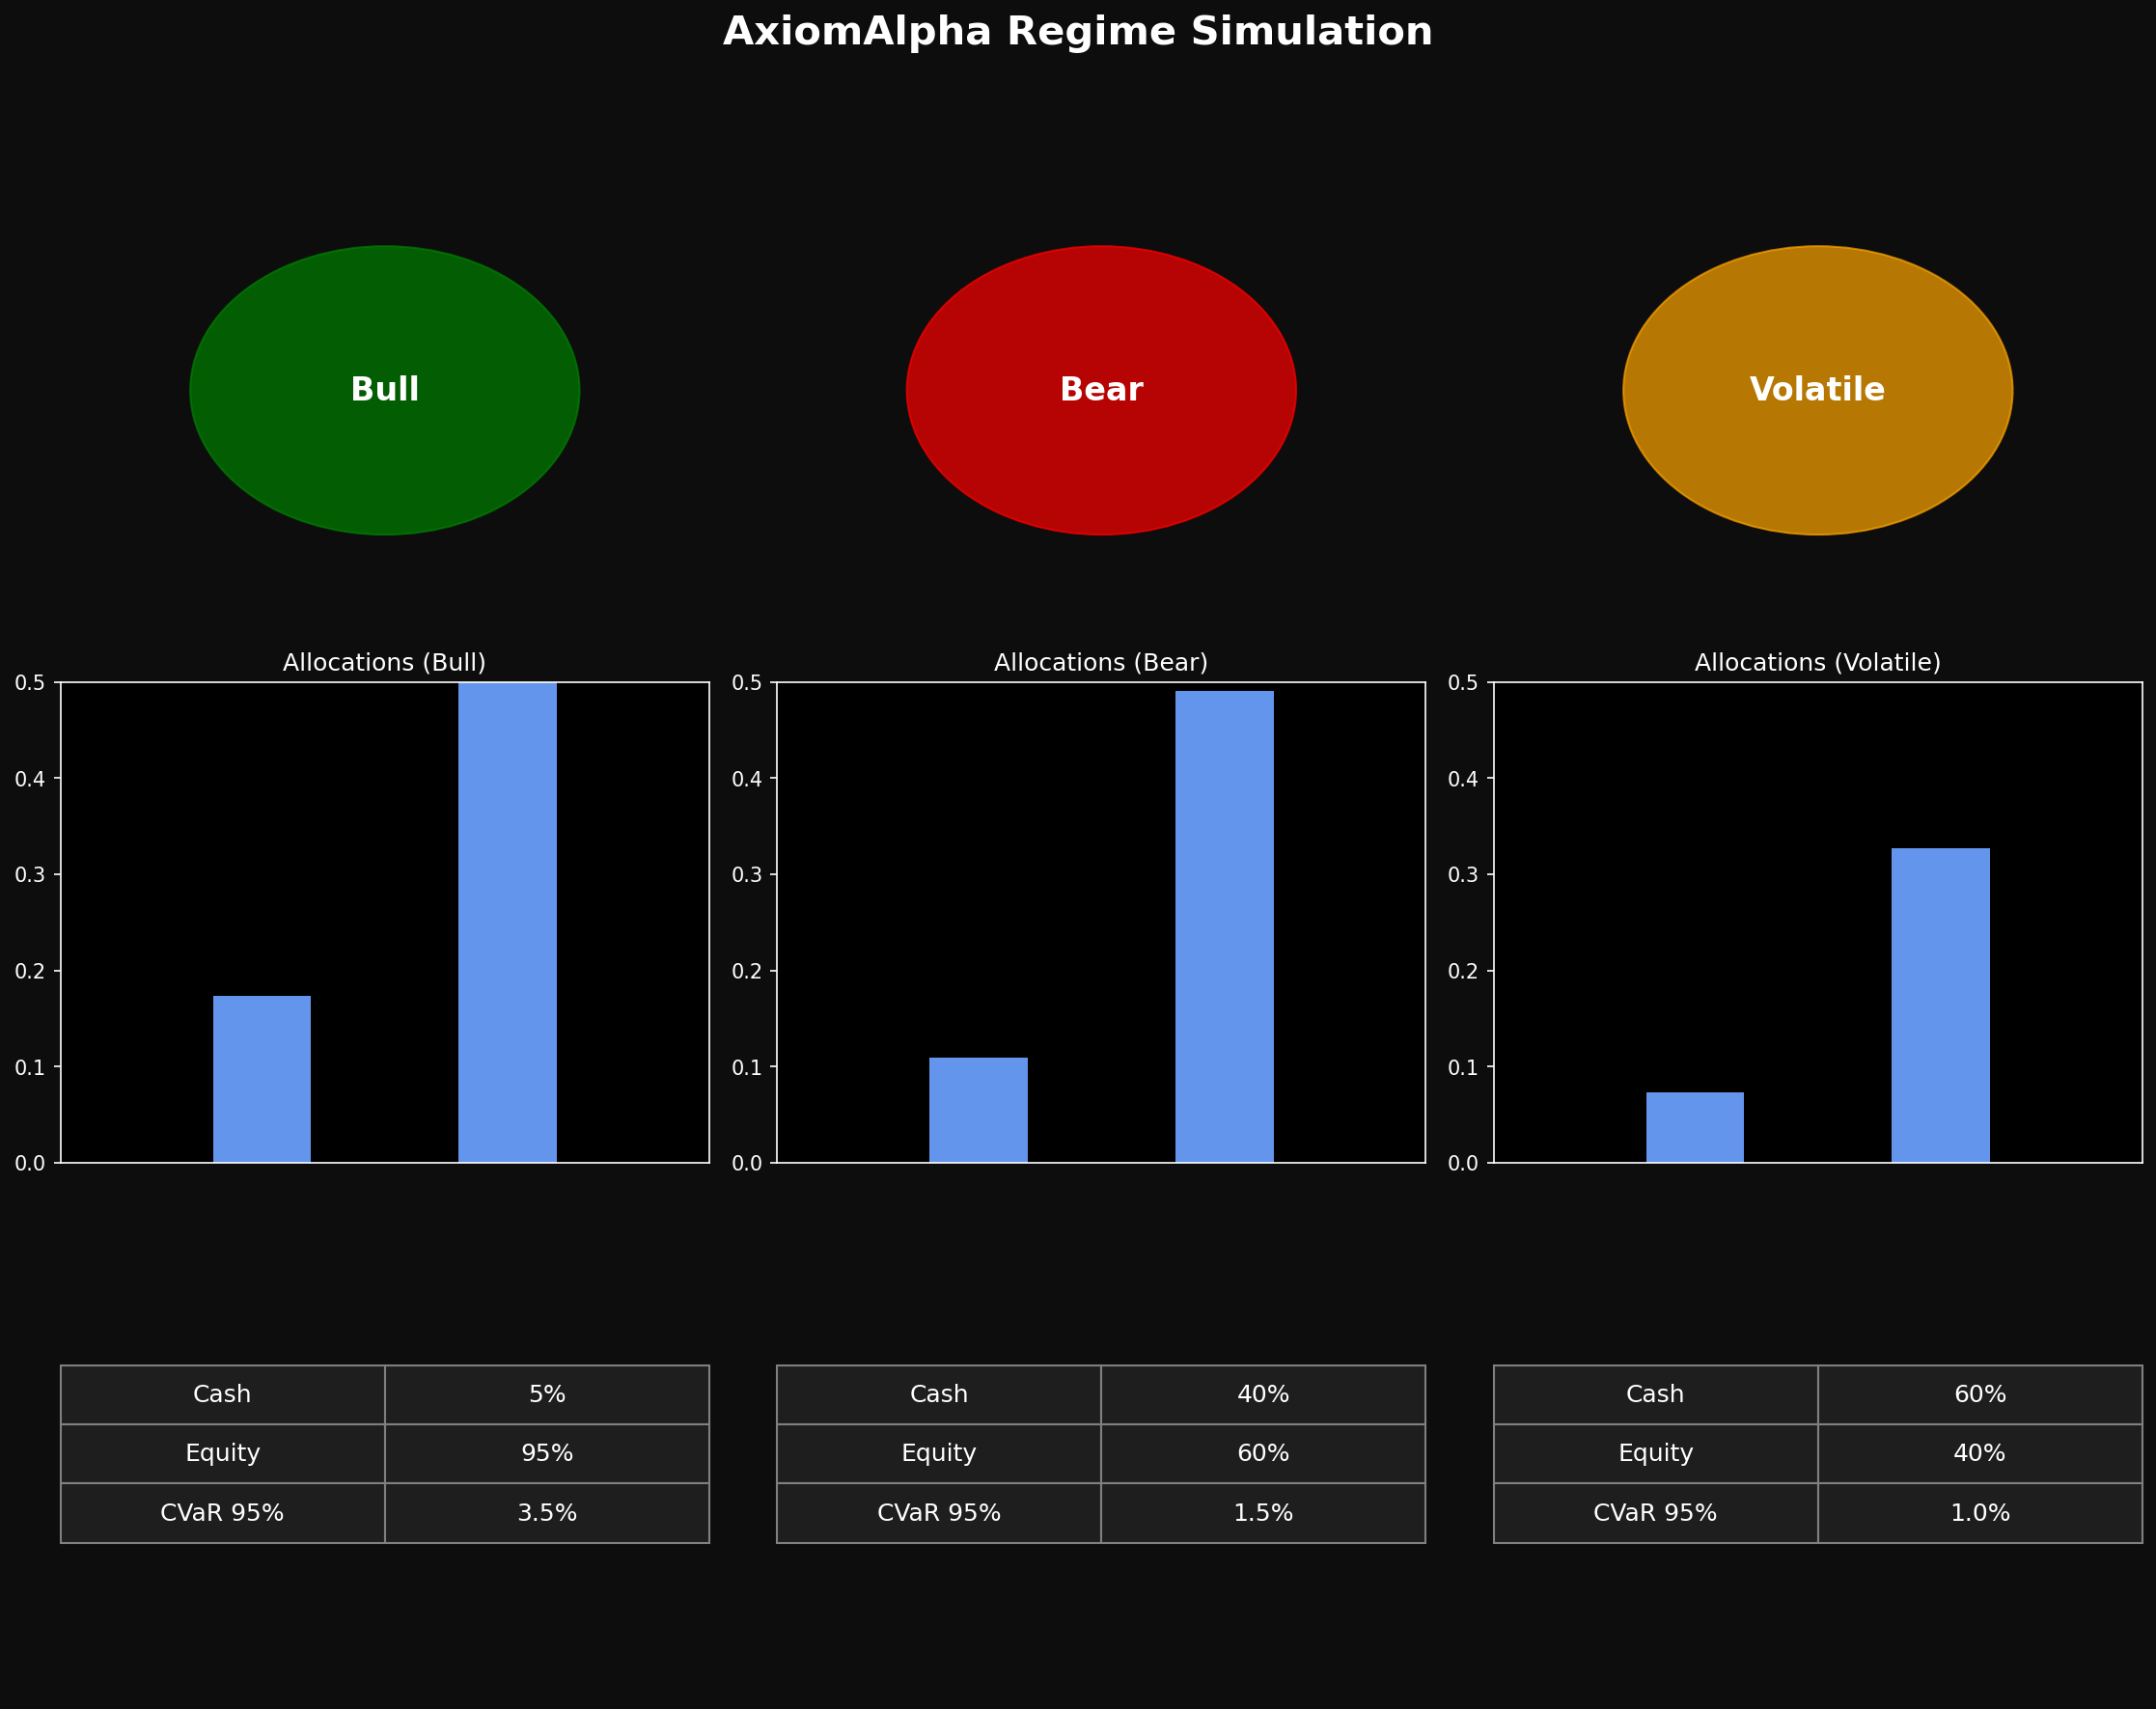 AxiomAlpha Regime Simulation
Bull
Bear
Volatile
Allocations (Bull)
0.5
0.4
0.3
0.2
0.1
0.0
Allocations (Bear)
0.5
0.4
0.3
0.2
0.1
0.0
Allocations (Volatile)
0.5
0.4
0.3
0.2
0.1
0.0
Cash 5%
Equity 95%
CVaR 95% 3.5%
Cash 40%
Equity 60%
CVaR 95% 1.5%
Cash 60%
Equity 40%
CVaR 95% 1.0%